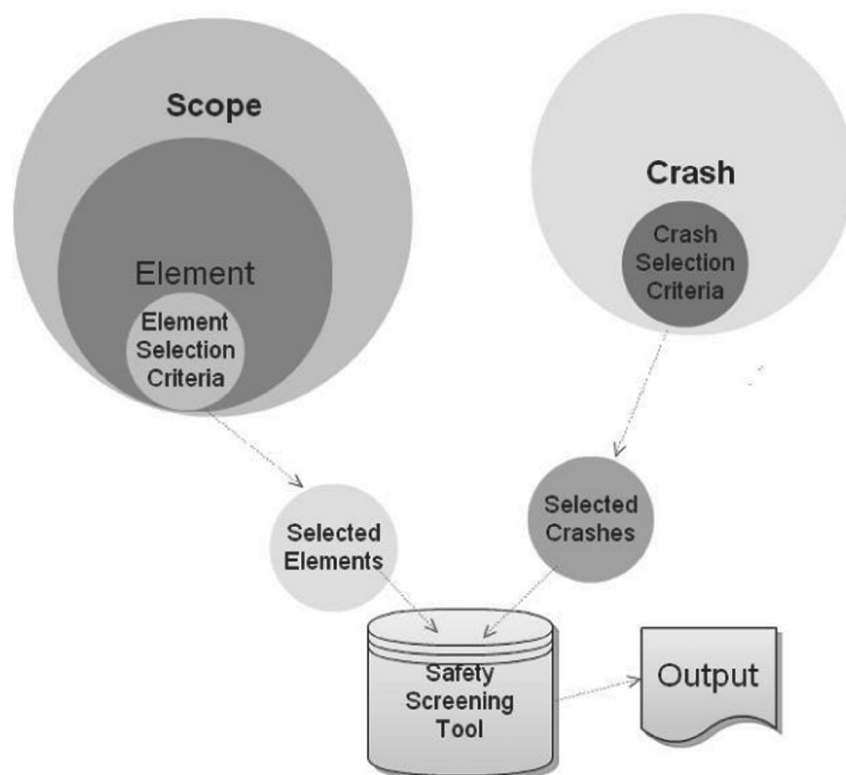 Scope
Element
Element
Selection
Criteria
Crash
Crash
Selection
Criteria
Selected
Elements
Selected
Crashes
Safety
Screening
Tool
Output